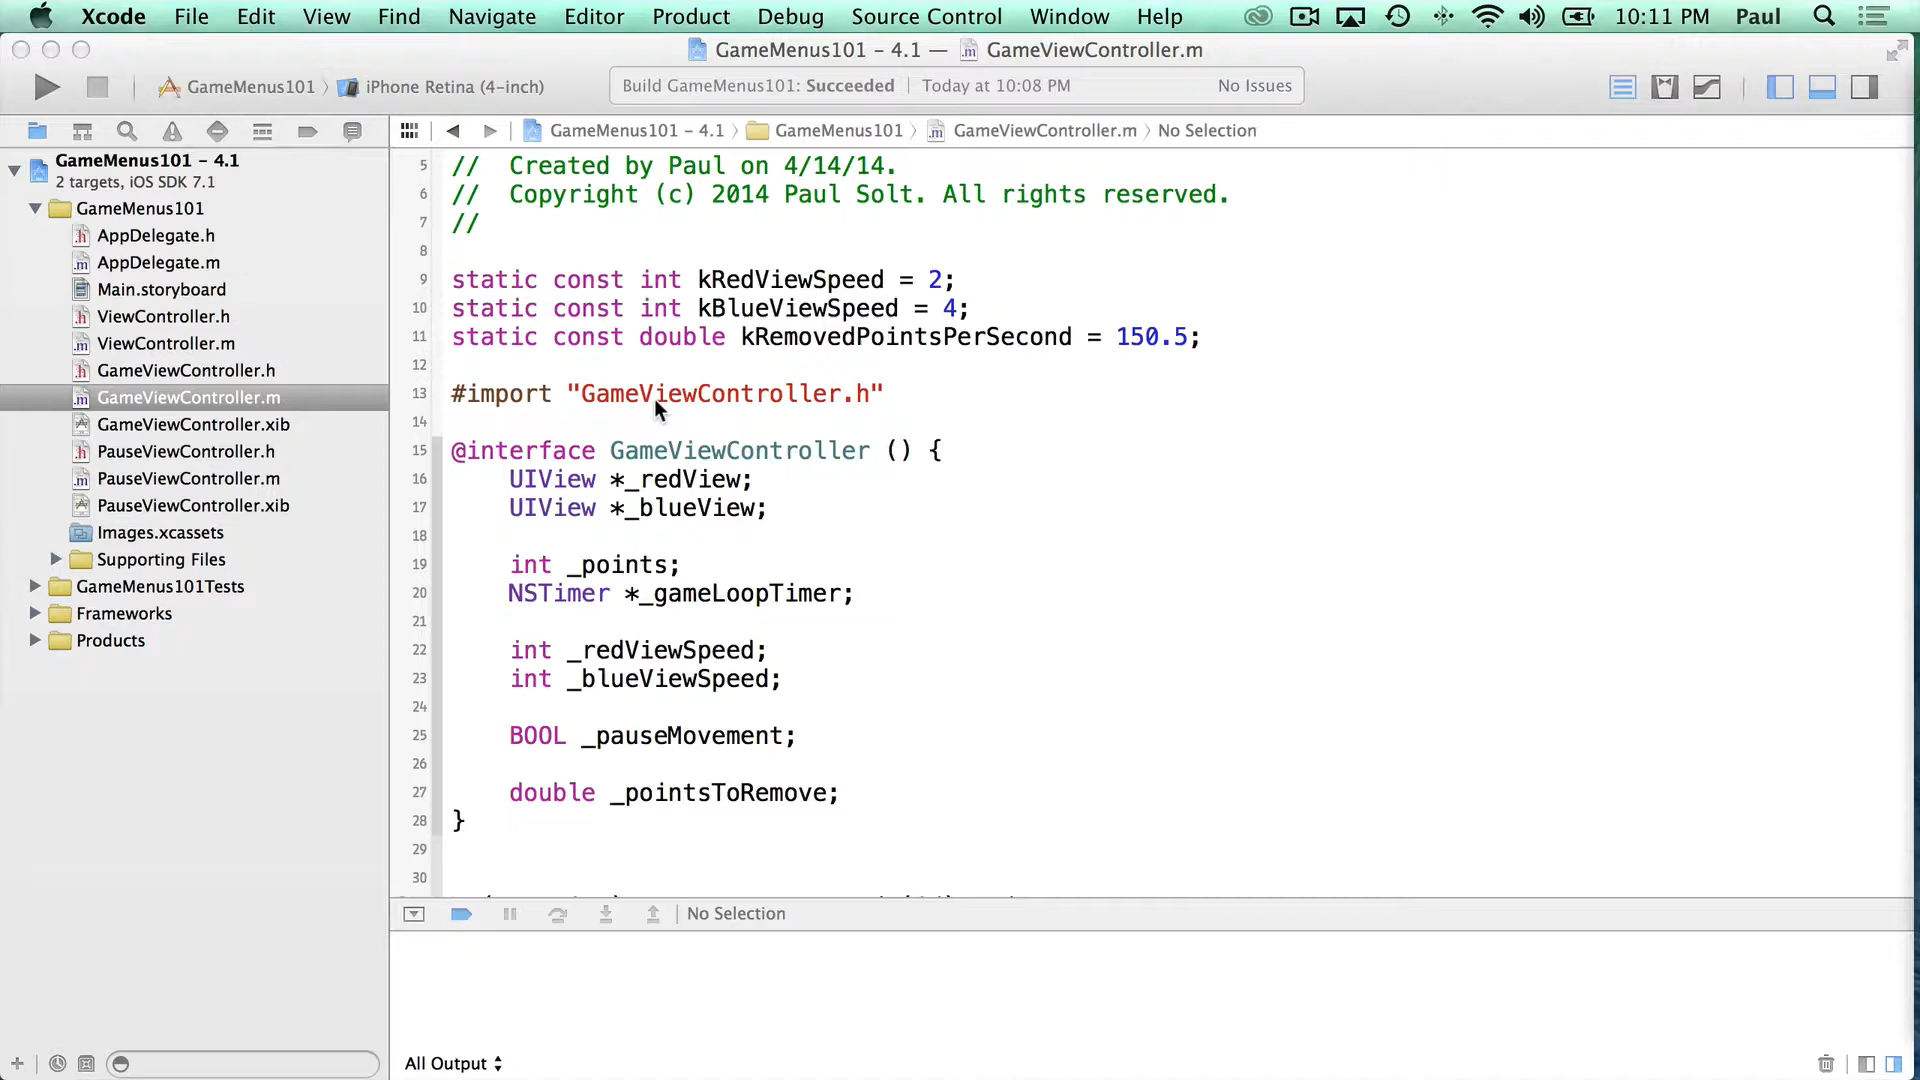 Xcode File Edit View Find Navigate Editor Product Debug Source Control Window Help 10:11 PM Paul
GameMenus101 - 4.1 — GameViewController.m
GameMenus101 iPhone Retina (4-inch) Build GameMenus101: Succeeded Today at 10:08 PM No Issues
GameMenus101 - 4.1 GameMenus101 GameViewController.m No Selection
GameMenus101 - 4.1
2 targets, iOS SDK 7.1
GameMenus101
AppDelegate.h
AppDelegate.m
Main.storyboard
ViewController.h
ViewController.m
GameViewController.h
GameViewController.m
GameViewController.xib
PauseViewController.h
PauseViewController.m
PauseViewController.xib
Images.xcassets
Supporting Files
GameMenus101Tests
Frameworks
Products
5 // Created by Paul on 4/14/14.
6 // Copyright (c) 2014 Paul Solt. All rights reserved.
7 //
8
9 static const int kRedViewSpeed = 2;
10 static const int kBlueViewSpeed = 4;
11 static const double kRemovedPointsPerSecond = 150.5;
12
13 #import "GameViewController.h"
14
15 @interface GameViewController () {
16 UIView *_redView;
17 UIView *_blueView;
18
19 int _points;
20 NSTimer *_gameLoopTimer;
21
22 int _redViewSpeed;
23 int _blueViewSpeed;
24
25 BOOL _pauseMovement;
26
27 double _pointsToRemove;
28 }
29
30
No Selection
All Output